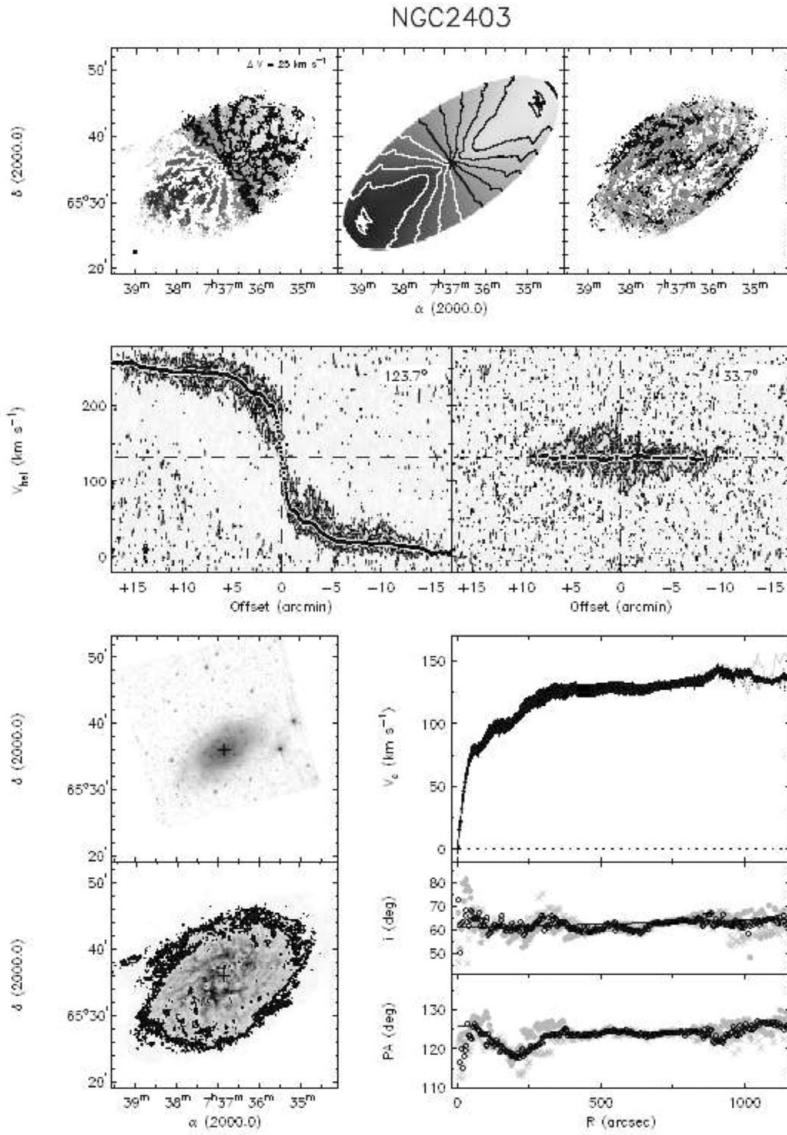 NGC2403
Δ V = 25 km s⁻¹
δ (2000.0)
50'
40'
65°30'
20'
39ᵐ 38ᵐ 7ʰ37ᵐ 36ᵐ 35ᵐ
39ᵐ 38ᵐ 7ʰ37ᵐ 36ᵐ 35ᵐ
39ᵐ 38ᵐ 7ʰ37ᵐ 36ᵐ 35ᵐ
α (2000.0)
V_hel (km s⁻¹)
200
100
0
123.7°
33.7°
+15 +10 +5 0 -5 -10 -15
+15 +10 +5 0 -5 -10 -15
Offset (arcmin)
Offset (arcmin)
δ (2000.0)
50'
40'
65°30'
20'
δ (2000.0)
50'
40'
65°30'
20'
39ᵐ 38ᵐ 7ʰ37ᵐ 36ᵐ 35ᵐ
α (2000.0)
V_c (km s⁻¹)
150
100
50
0
i (deg)
80
70
60
50
PA (deg)
130
120
110
0 500 1000
R (arcsec)